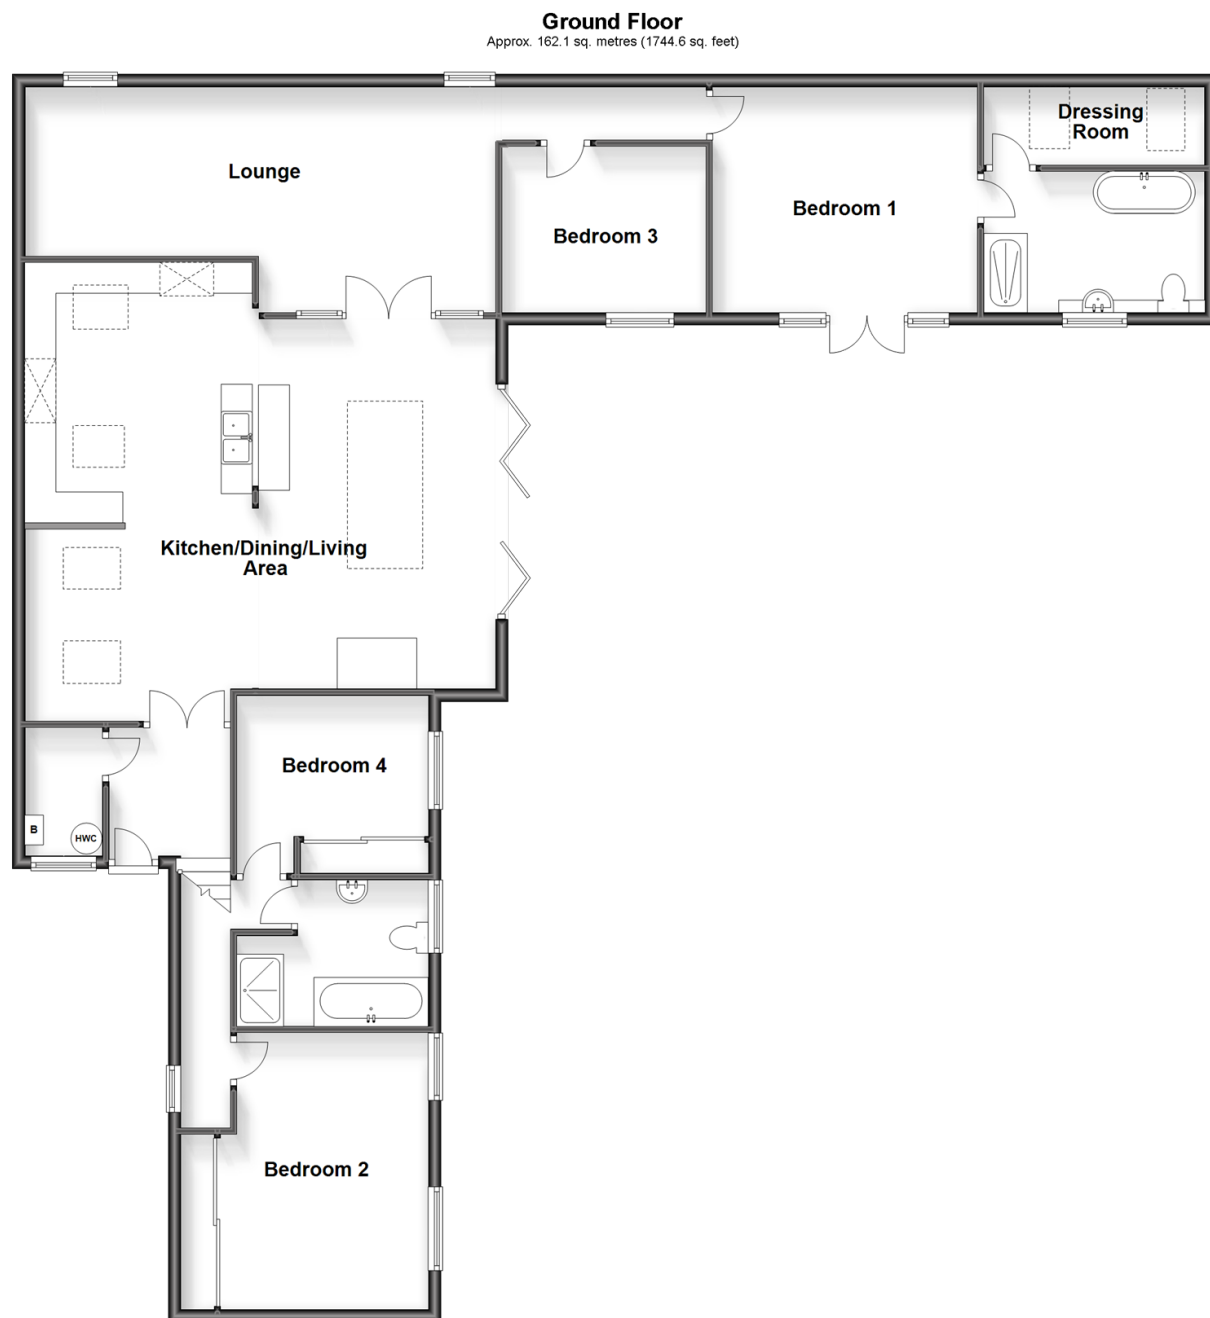 Ground Floor
Approx. 162.1 sq. metres (1744.6 sq. feet)
Dressing
Room
Lounge
Bedroom 1
Bedroom 3
Kitchen/Dining/Living
Area
Bedroom 4
B
HWC
Bedroom 2